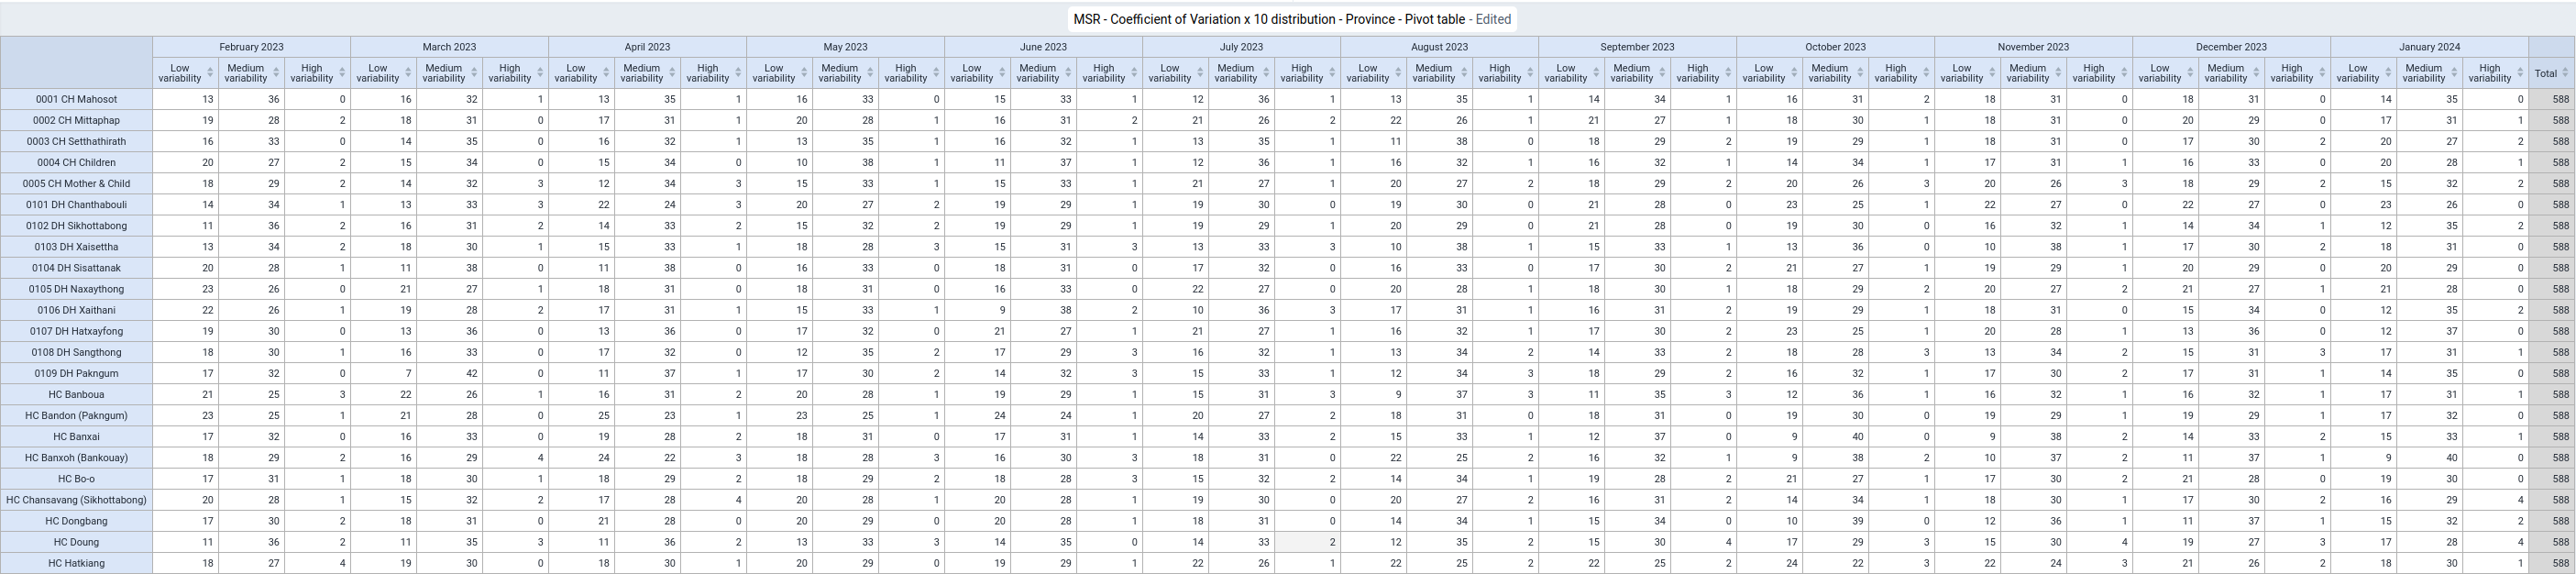 MSR - Coefficient of Variation x 10 distribution - Province - Pivot table - Edited
February 2023 March 2023 April 2023 May 2023 June 2023 July 2023 August 2023 September 2023 October 2023 November 2023 December 2023 January 2024
Low variability Medium variability High variability Low variability Medium variability High variability Low variability Medium variability High variability Low variability Medium variability High variability Low variability Medium variability High variability Low variability Medium variability High variability Low variability Medium variability High variability Low variability Medium variability High variability Low variability Medium variability High variability Low variability Medium variability High variability Low variability Medium variability High variability Low variability Medium variability High variability Total
0001 CH Mahosot 13 36 0 16 32 1 13 35 1 16 33 0 15 33 1 12 36 1 13 35 1 14 34 1 16 31 2 18 31 0 18 31 0 14 35 0 588
0002 CH Mittaphap 19 28 2 18 31 0 17 31 1 20 28 1 16 31 2 21 26 2 22 26 1 21 27 1 18 30 1 18 31 0 20 29 0 17 31 1 588
0003 CH Setthathirath 16 33 0 14 35 0 16 32 1 13 35 1 16 32 1 13 35 1 11 38 0 18 29 2 19 29 1 18 31 0 17 30 2 20 27 2 588
0004 CH Children 20 27 2 15 34 0 15 34 0 10 38 1 11 37 1 12 36 1 16 32 1 16 32 1 14 34 1 17 31 1 16 33 0 20 28 1 588
0005 CH Mother & Child 18 29 2 14 32 3 12 34 3 15 33 1 15 33 1 21 27 1 20 27 2 18 29 2 20 26 3 20 26 3 18 29 2 15 32 2 588
0101 DH Chanthabouli 14 34 1 13 33 3 22 24 3 20 27 2 19 29 1 19 30 0 19 30 0 21 28 0 23 25 1 22 27 0 22 27 0 23 26 0 588
0102 DH Sikhottabong 11 36 2 16 31 2 14 33 2 15 32 2 19 29 1 19 29 1 20 29 0 21 28 0 19 30 0 16 32 1 14 34 1 12 35 2 588
0103 DH Xaisettha 13 34 2 18 30 1 15 33 1 18 28 3 15 31 3 13 33 3 10 38 1 15 33 1 13 36 0 10 38 1 17 30 2 18 31 0 588
0104 DH Sisattanak 20 28 1 11 38 0 11 38 0 16 33 0 18 31 0 17 32 0 16 33 0 17 30 2 21 27 1 19 29 1 20 29 0 20 29 0 588
0105 DH Naxaythong 23 26 0 21 27 1 18 31 0 18 31 0 16 33 0 22 27 0 20 28 1 18 30 1 18 29 2 20 27 2 21 27 1 21 28 0 588
0106 DH Xaithani 22 26 1 19 28 2 17 31 1 15 33 1 9 38 2 10 36 3 17 31 1 16 31 2 19 29 1 18 31 0 15 34 0 12 35 2 588
0107 DH Hatxayfong 19 30 0 13 36 0 13 36 0 17 32 0 21 27 1 21 27 1 16 32 1 17 30 2 23 25 1 20 28 1 13 36 0 12 37 0 588
0108 DH Sangthong 18 30 1 16 33 0 17 32 0 12 35 2 17 29 3 16 32 1 13 34 2 14 33 2 18 28 3 13 34 2 15 31 3 17 31 1 588
0109 DH Pakngum 17 32 0 7 42 0 11 37 1 17 30 2 14 32 3 15 33 1 12 34 3 18 29 2 16 32 1 17 30 2 17 31 1 14 35 0 588
HC Banboua 21 25 3 22 26 1 16 31 2 20 28 1 19 29 1 15 31 3 9 37 3 11 35 3 12 36 1 16 32 1 16 32 1 17 31 1 588
HC Bandon (Pakngum) 23 25 1 21 28 0 25 23 1 23 25 1 24 24 1 20 27 2 18 31 0 18 31 0 19 30 0 19 29 1 19 29 1 17 32 0 588
HC Banxai 17 32 0 16 33 0 19 28 2 18 31 0 17 31 1 14 33 2 15 33 1 12 37 0 9 40 0 9 38 2 14 33 2 15 33 1 588
HC Banxoh (Bankouay) 18 29 2 16 29 4 24 22 3 18 28 3 16 30 3 18 31 0 22 25 2 16 32 1 9 38 2 10 37 2 11 37 1 9 40 0 588
HC Bo-o 17 31 1 18 30 1 18 29 2 18 29 2 18 28 3 15 32 2 14 34 1 19 28 2 21 27 1 17 30 2 21 28 0 19 30 0 588
HC Chansavang (Sikhottabong) 20 28 1 15 32 2 17 28 4 20 28 1 20 28 1 19 30 0 20 27 2 16 31 2 14 34 1 18 30 1 17 30 2 16 29 4 588
HC Dongbang 17 30 2 18 31 0 21 28 0 20 29 0 20 28 1 18 31 0 14 34 1 15 34 0 10 39 0 12 36 1 11 37 1 15 32 2 588
HC Doung 11 36 2 11 35 3 11 36 2 13 33 3 14 35 0 14 33 2 12 35 2 15 30 4 17 29 3 15 30 4 19 27 3 17 28 4 588
HC Hatkiang 18 27 4 19 30 0 18 30 1 20 29 0 19 29 1 22 26 1 22 25 2 22 25 2 24 22 3 22 24 3 21 26 2 18 30 1 588